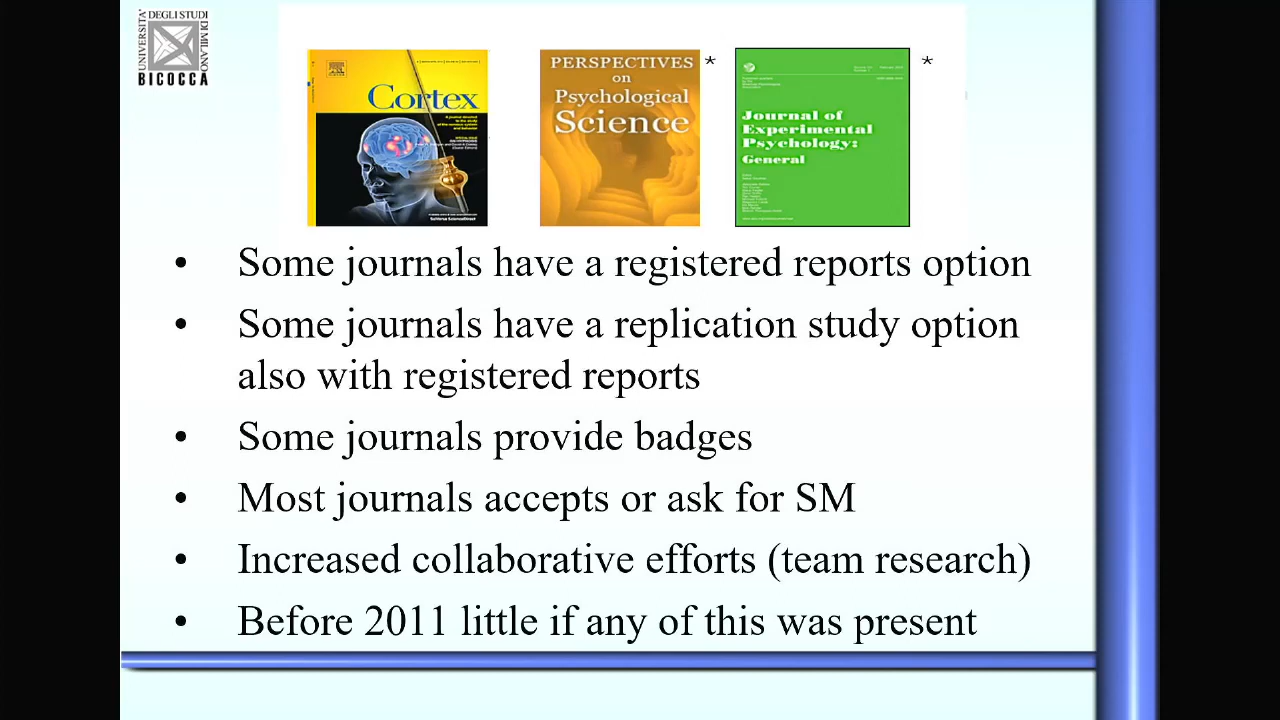 UNIVERSITA' DEGLI STUDI DI MILANO
BICOCCA
Cortex
PERSPECTIVES *
on
Psychological
Science
Journal of *
Experimental
Psychology:
General
• Some journals have a registered reports option
• Some journals have a replication study option
also with registered reports
• Some journals provide badges
• Most journals accepts or ask for SM
• Increased collaborative efforts (team research)
• Before 2011 little if any of this was present